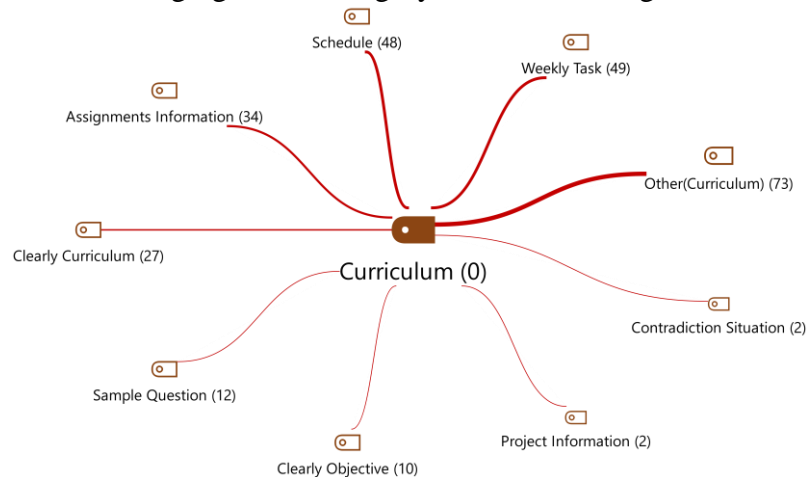 Schedule (48)
Weekly Task (49)
Assignments Information (34)
Other(Curriculum) (73)
Clearly Curriculum (27)
Curriculum (0)
Contradiction Situation (2)
Sample Question (12)
Project Information (2)
Clearly Objective (10)